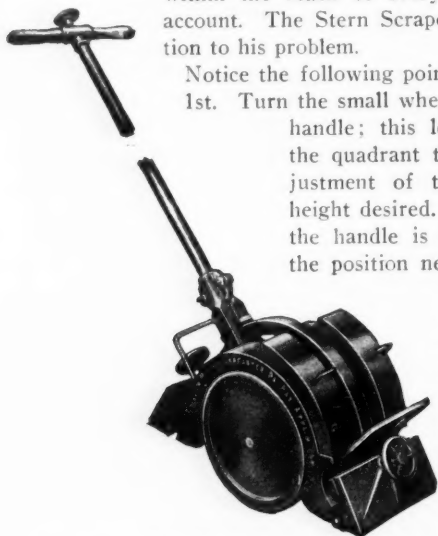 account. The Stern Scrape
tion to his problem.
Notice the following poin
1st. Turn the small whe
handle; this l
the quadrant t
justment of t
height desired.
the handle is
the position ne